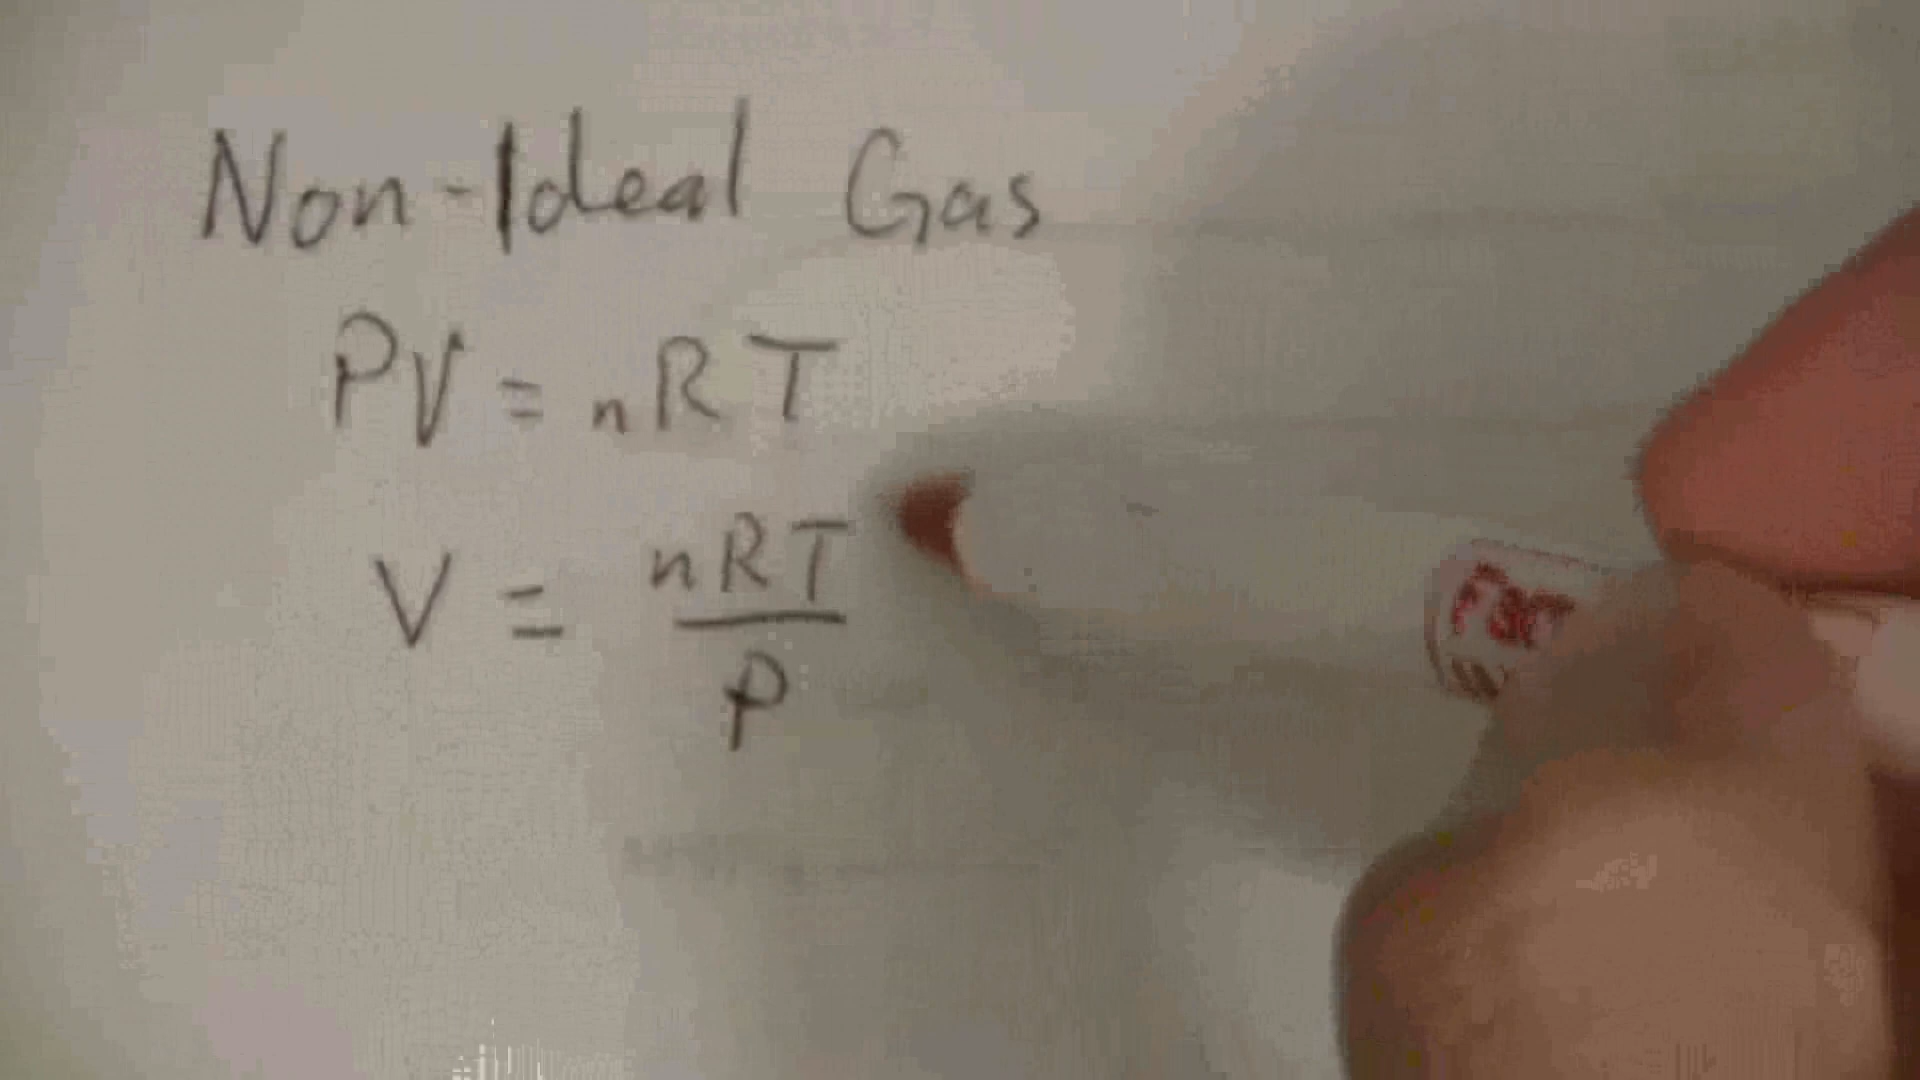 Non-Ideal Gas
PV = nRT
V = nRT
P